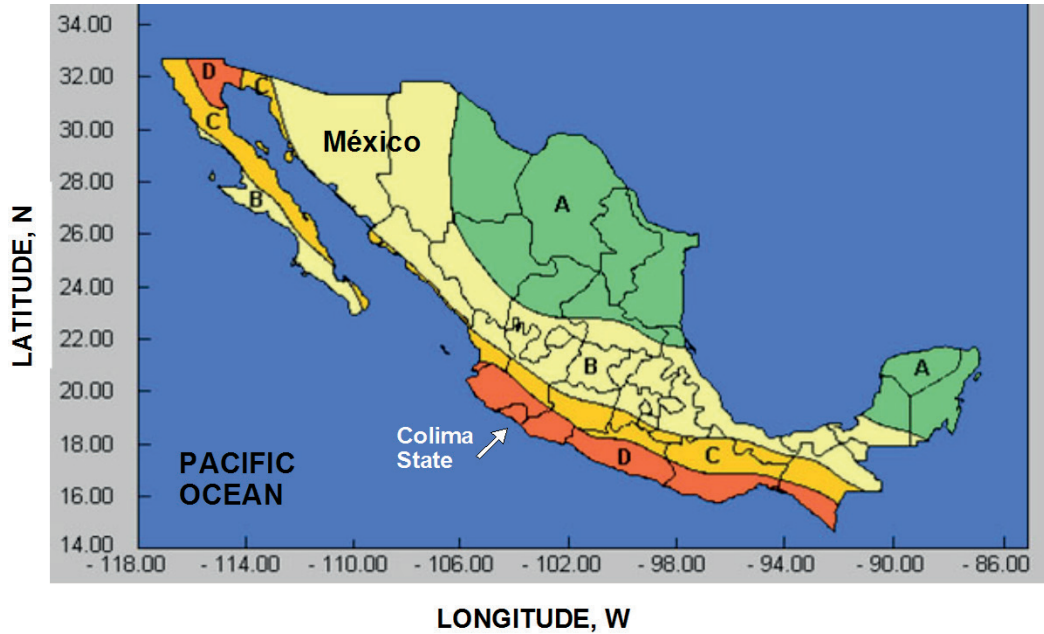 34.00
32.00
30.00
28.00
26.00
24.00
22.00
20.00
18.00
16.00
14.00
LATITUDE, N
D
C
C
México
B
A
B
A
Colima
State
D
C
PACIFIC
OCEAN
- 118.00 - 114.00 - 110.00 - 106.00 - 102.00 - 98.00 - 94.00 - 90.00 - 86.00
LONGITUDE, W